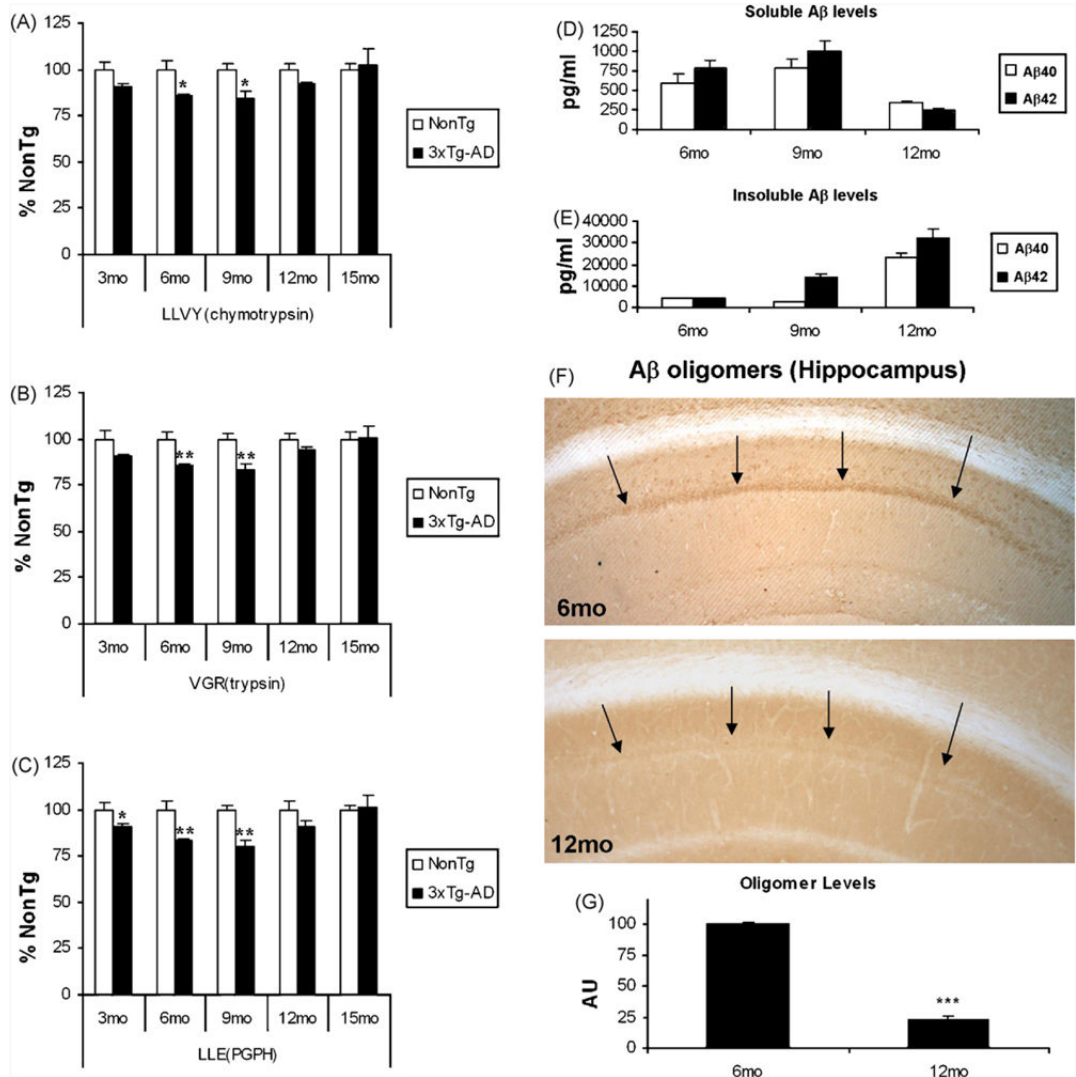 (A)
125
100
75
50
25
0
% NonTg
*
*
NonTg
3xTg-AD
3mo 6mo 9mo 12mo 15mo
LLVY(chymotrypsin)
(B)
125
100
75
50
25
0
% NonTg
**
**
NonTg
3xTg-AD
3mo 6mo 9mo 12mo 15mo
VGR(trypsin)
(C)
125
100
75
50
25
0
% NonTg
*
**
**
NonTg
3xTg-AD
3mo 6mo 9mo 12mo 15mo
LLE(PGPH)
(D)
Soluble Aβ levels
1250
1000
750
500
250
0
pg/ml
Aβ40
Aβ42
6mo 9mo 12mo
(E)
Insoluble Aβ levels
40000
30000
20000
10000
0
pg/ml
Aβ40
Aβ42
6mo 9mo 12mo
(F)
Aβ oligomers (Hippocampus)
6mo
12mo
(G)
Oligomer Levels
100
75
50
25
0
AU
***
6mo 12mo